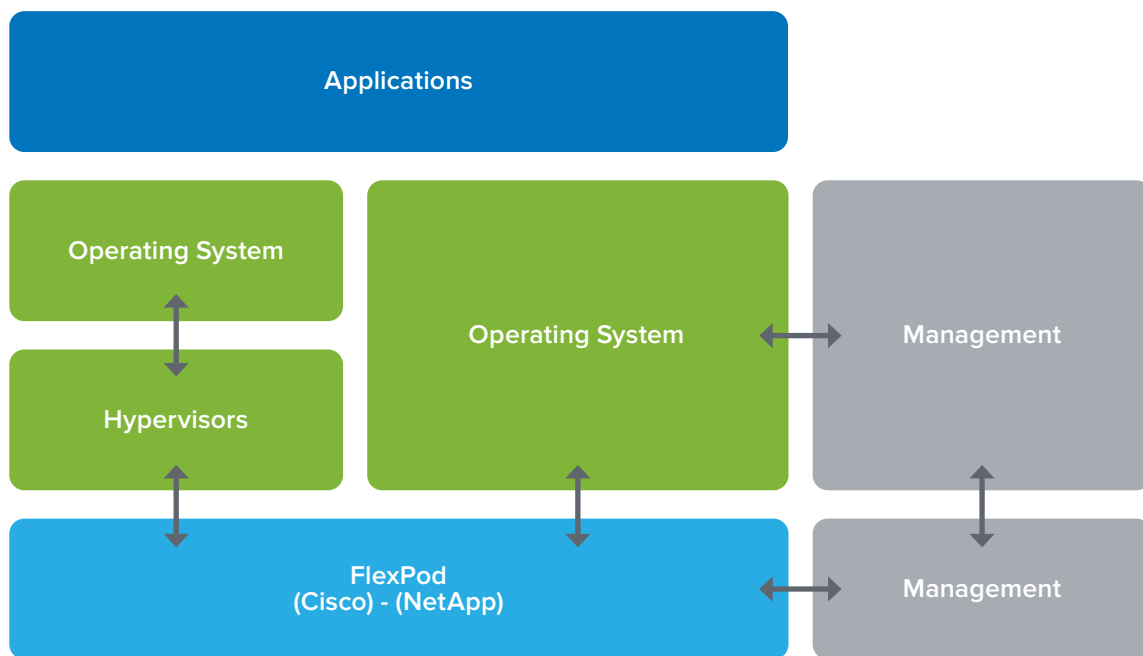 Applications
Operating System
Operating System
Management
Hypervisors
FlexPod
(Cisco) - (NetApp)
Management